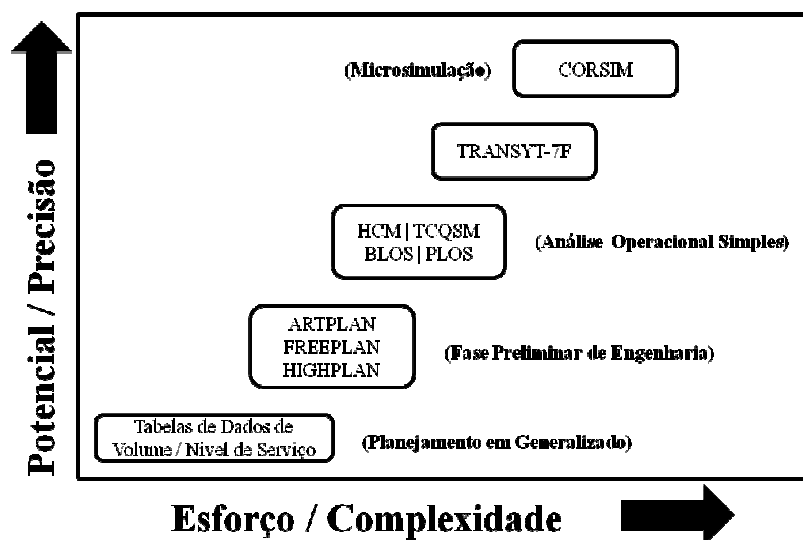 (Microsimulação)
CORSIM
TRANSYT-7F
HCM | TCQSM
BLOS | PLOS
(Análise Operacional Simples)
ARTPLAN
FREEPLAN
HIGHPLAN
(Fase Preliminar de Engenharia)
Tabelas de Dados de
Volume / Nivel de Serviço
(Planejamento em Generalizado)
Potencial / Precisão
Esforço / Complexidade